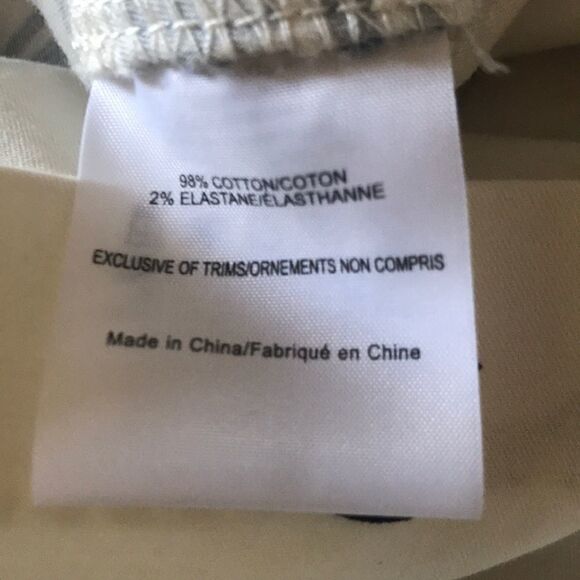 98% COTTON/COTON
2% ELASTANE/ÉLASTHANNE
EXCLUSIVE OF TRIMS/ORNEMENTS NON COMPRIS
Made in China/Fabriqué en Chine